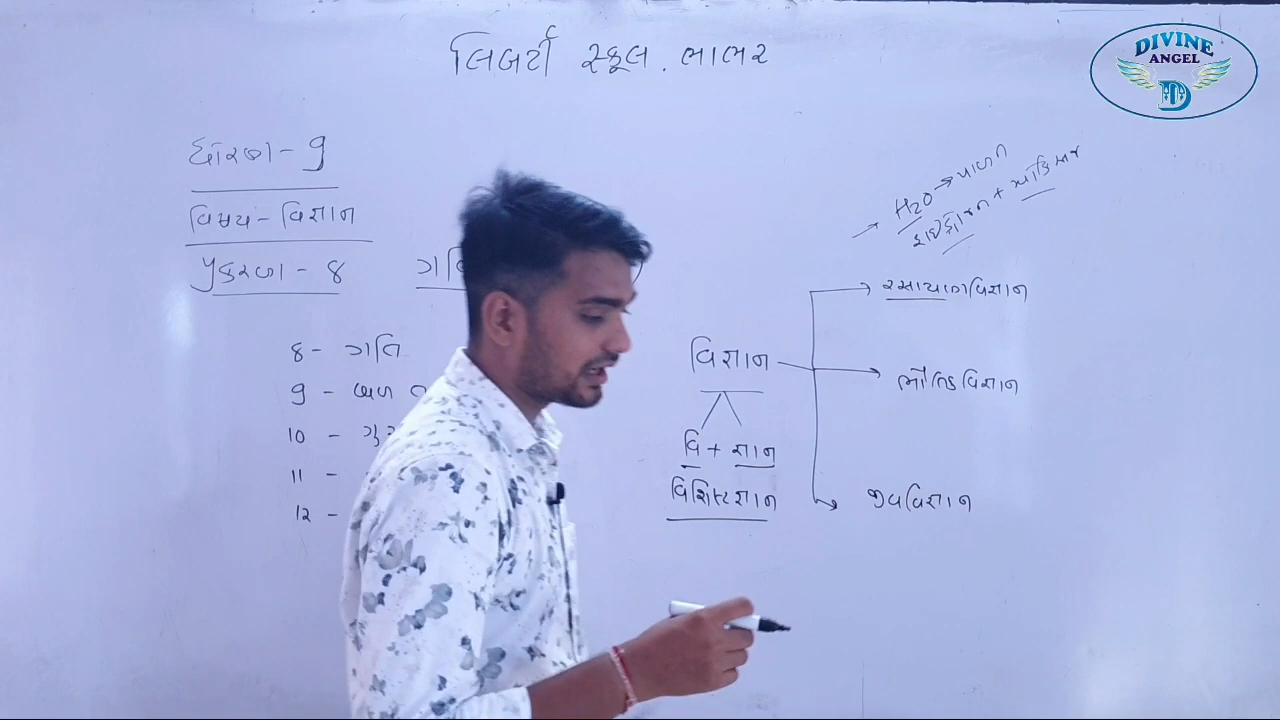 લિબર્ટી સ્કૂલ. ભાભર
DIVINE
ANGEL
D
ધોરણ - 9
વિષય - વિજ્ઞાન
પ્રકરણ - 8
8 - ગતિ
9 - બળ
10 -
11 -
12 -
વિજ્ઞાન
વિ + જ્ઞાન
વિશિષ્ટજ્ઞાન
H2O → પાણી
હાઈડ્રોજન + ઓક્સિજન
રસાયણવિજ્ઞાન
ભૌતિકવિજ્ઞાન
જીવવિજ્ઞાન